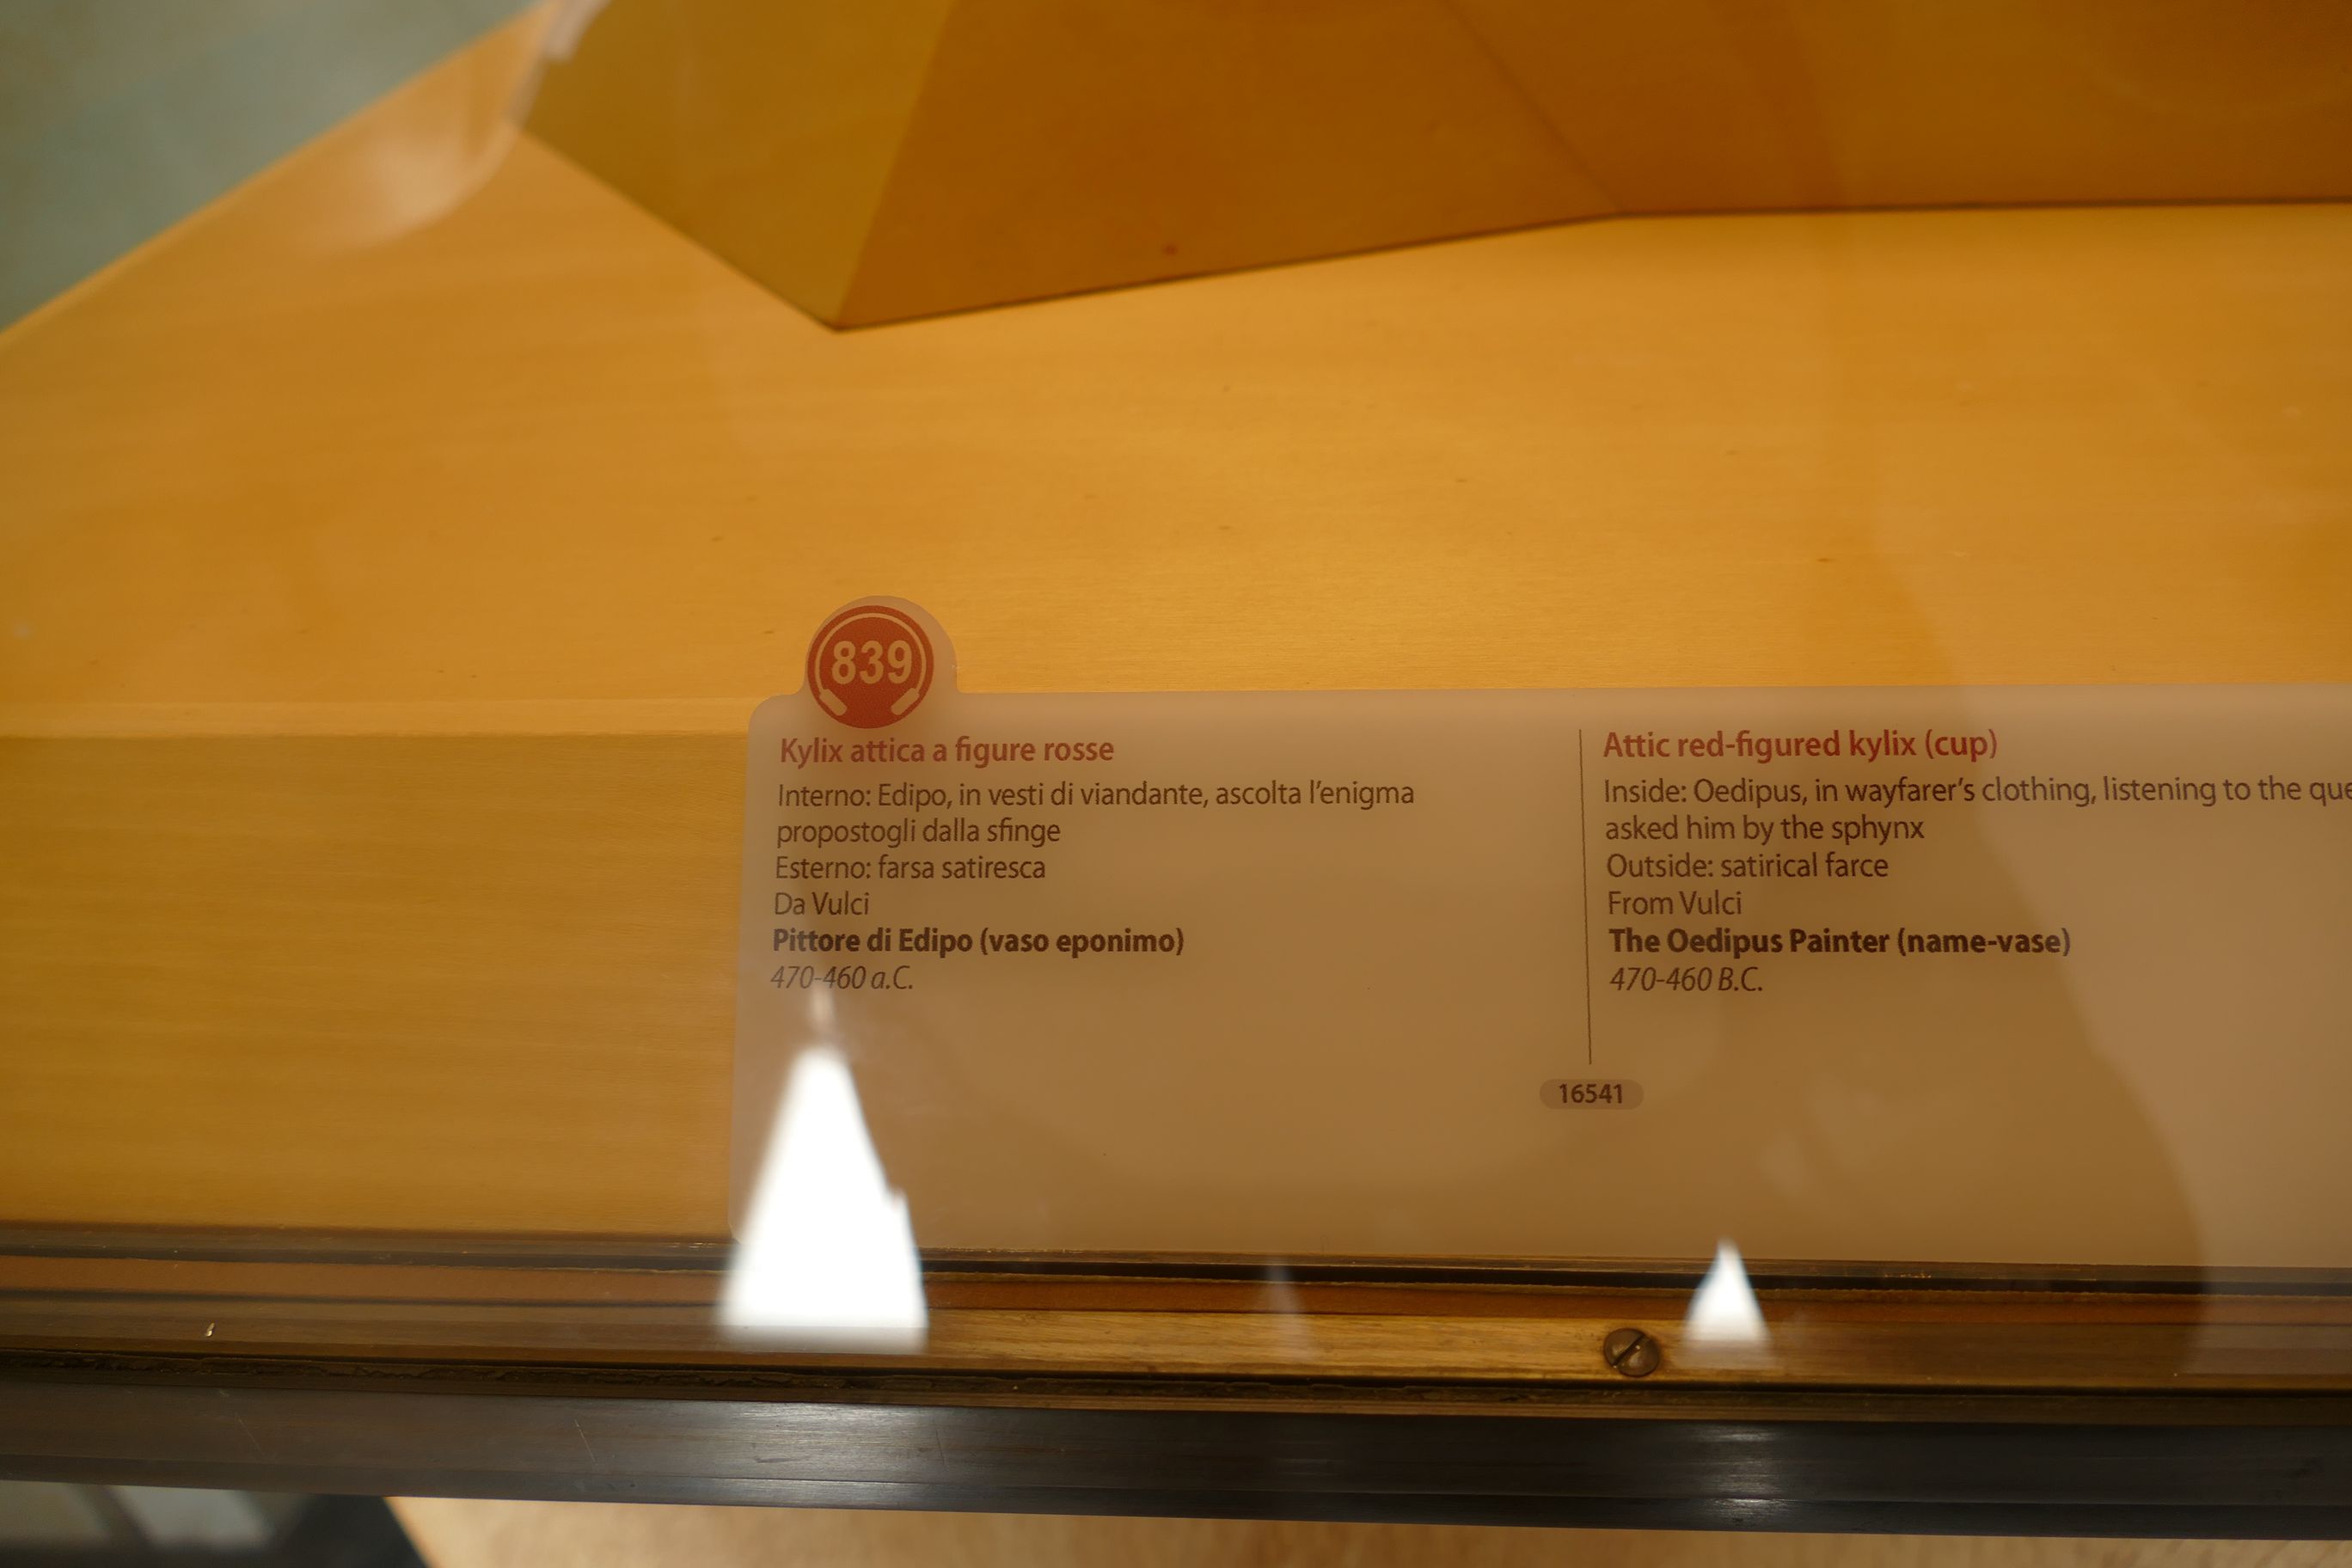 839
Kylix attica a figure rosse
Interno: Edipo, in vesti di viandante, ascolta l'enigma
propostogli dalla sfinge
Esterno: farsa satiresca
Da Vulci
Pittore di Edipo (vaso eponimo)
470-460 a.C.
Attic red-figured kylix (cup)
Inside: Oedipus, in wayfarer's clothing, listening to the
asked him by the sphynx
Outside: satirical farce
From Vulci
The Oedipus Painter (name-vase)
470-460 B.C.
16541